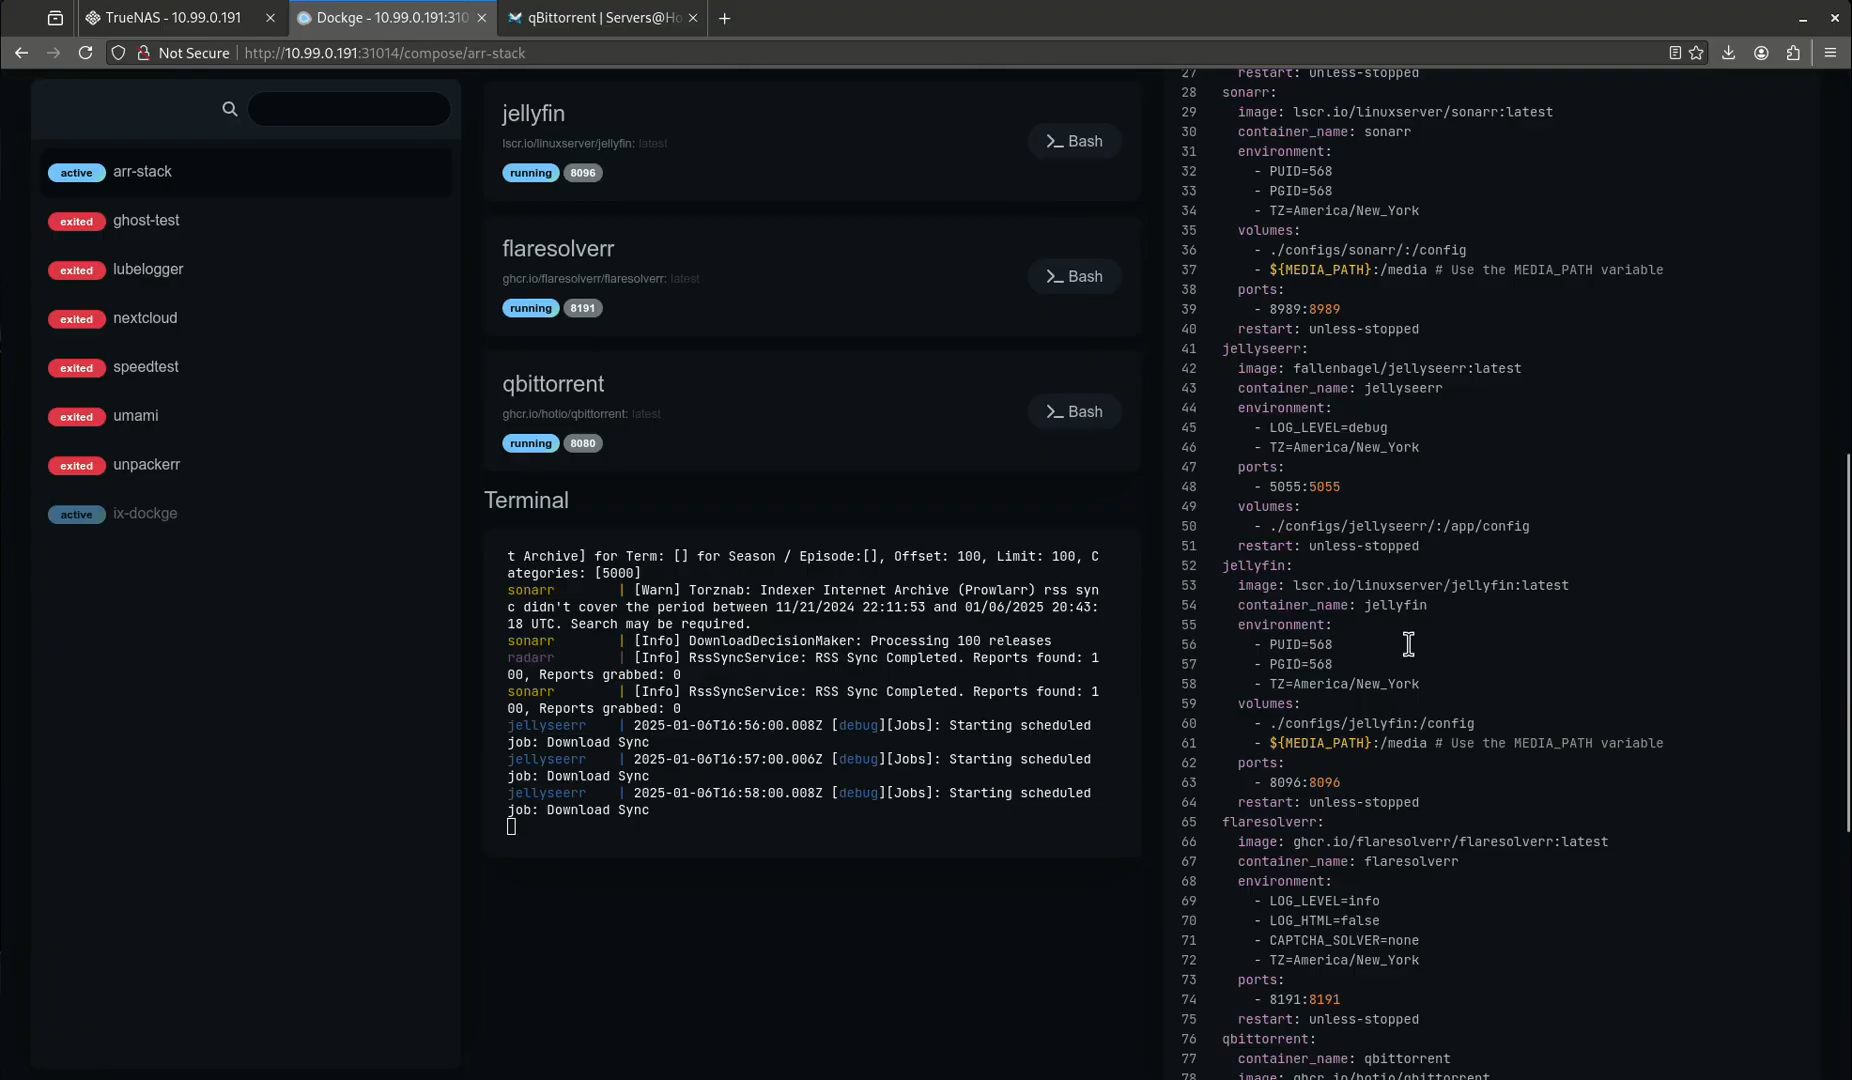 TrueNAS - 10.99.0.191
Dockge - 10.99.0.191:310
qBittorrent | Servers@Ho
Not Secure
http://10.99.0.191:31014/compose/arr-stack
active arr-stack
exited ghost-test
exited lubelogger
exited nextcloud
exited speedtest
exited umami
exited unpackerr
active ix-dockge
jellyfin
lscr.io/linuxserver/jellyfin: latest
running 8096
>_ Bash
flaresolverr
ghcr.io/flaresolverr/flaresolverr: latest
running 8191
>_ Bash
qbittorrent
ghcr.io/hotio/qbittorrent: latest
running 8080
>_ Bash
Terminal
t Archive] for Term: [] for Season / Episode:[], Offset: 100, Limit: 100, C
ategories: [5000]
sonarr | [Warn] Torznab: Indexer Internet Archive (Prowlarr) rss syn
c didn't cover the period between 11/21/2024 22:11:53 and 01/06/2025 20:43:
18 UTC. Search may be required.
sonarr | [Info] DownloadDecisionMaker: Processing 100 releases
radarr | [Info] RssSyncService: RSS Sync Completed. Reports found: 1
00, Reports grabbed: 0
sonarr | [Info] RssSyncService: RSS Sync Completed. Reports found: 1
00, Reports grabbed: 0
jellyseerr | 2025-01-06T16:56:00.008Z [debug][Jobs]: Starting scheduled
job: Download Sync
jellyseerr | 2025-01-06T16:57:00.006Z [debug][Jobs]: Starting scheduled
job: Download Sync
jellyseerr | 2025-01-06T16:58:00.008Z [debug][Jobs]: Starting scheduled
job: Download Sync
27 restart: unless-stopped
28 sonarr:
29 image: lscr.io/linuxserver/sonarr:latest
30 container_name: sonarr
31 environment:
32 - PUID=568
33 - PGID=568
34 - TZ=America/New_York
35 volumes:
36 - ./configs/sonarr/:/config
37 - ${MEDIA_PATH}:/media # Use the MEDIA_PATH variable
38 ports:
39 - 8989:8989
40 restart: unless-stopped
41 jellyseerr:
42 image: fallenbagel/jellyseerr:latest
43 container_name: jellyseerr
44 environment:
45 - LOG_LEVEL=debug
46 - TZ=America/New_York
47 ports:
48 - 5055:5055
49 volumes:
50 - ./configs/jellyseerr/:/app/config
51 restart: unless-stopped
52 jellyfin:
53 image: lscr.io/linuxserver/jellyfin:latest
54 container_name: jellyfin
55 environment:
56 - PUID=568
57 - PGID=568
58 - TZ=America/New_York
59 volumes:
60 - ./configs/jellyfin:/config
61 - ${MEDIA_PATH}:/media # Use the MEDIA_PATH variable
62 ports:
63 - 8096:8096
64 restart: unless-stopped
65 flaresolverr:
66 image: ghcr.io/flaresolverr/flaresolverr:latest
67 container_name: flaresolverr
68 environment:
69 - LOG_LEVEL=info
70 - LOG_HTML=false
71 - CAPTCHA_SOLVER=none
72 - TZ=America/New_York
73 ports:
74 - 8191:8191
75 restart: unless-stopped
76 qbittorrent:
77 container_name: qbittorrent
78 image: ghcr.io/hotio/qbittorrent